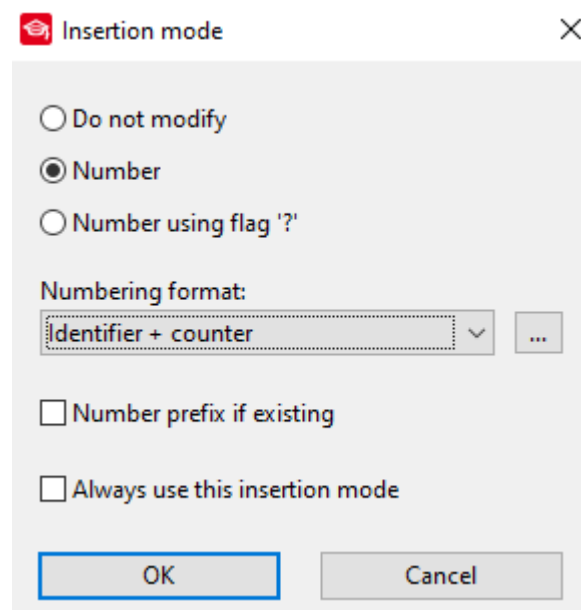 Insertion mode
Do not modify
Number
Number using flag '?'
Numbering format:
Identifier + counter
...
Number prefix if existing
Always use this insertion mode
OK
Cancel